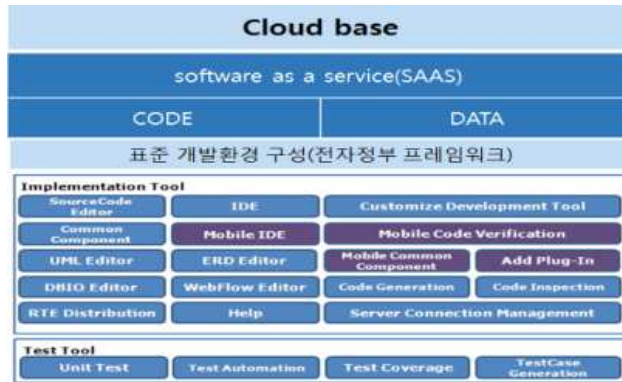 Cloud base
software as a service(SAAS)
CODE DATA
표준 개발환경 구성(전자정부 프레임워크)
Implementation Tool
SourceCode Editor IDE Customize Development Tool
Common Component Mobile IDE Mobile Code Verification
UML Editor ERD Editor Mobile Common Component Add Plug-In
DBIO Editor WebFlow Editor Code Generation Code Inspection
RTE Distribution Help Server Connection Management
Test Tool
Unit Test Test Automation Test Coverage TestCase Generation